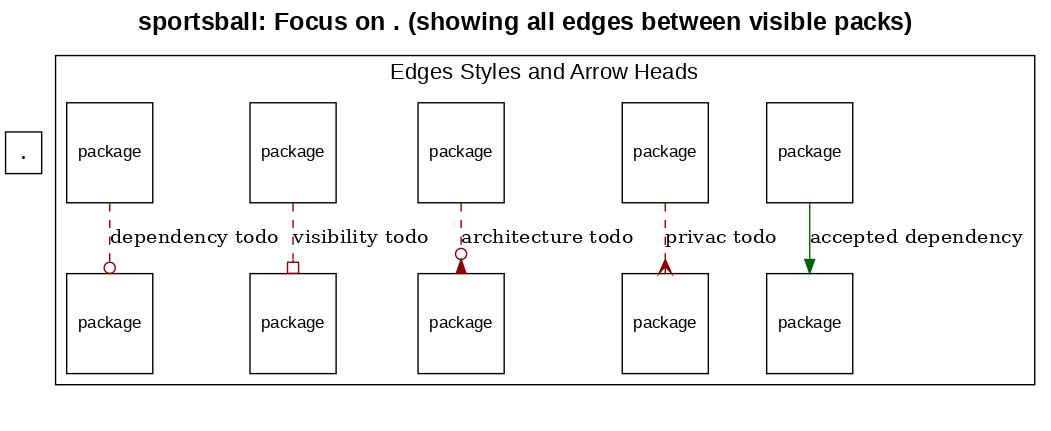 sportsball: Focus on . (showing all edges between visible packs)
Edges Styles and Arrow Heads
.
package package package package package
dependency todo visibility todo architecture todo privac todo accepted dependency
package package package package package